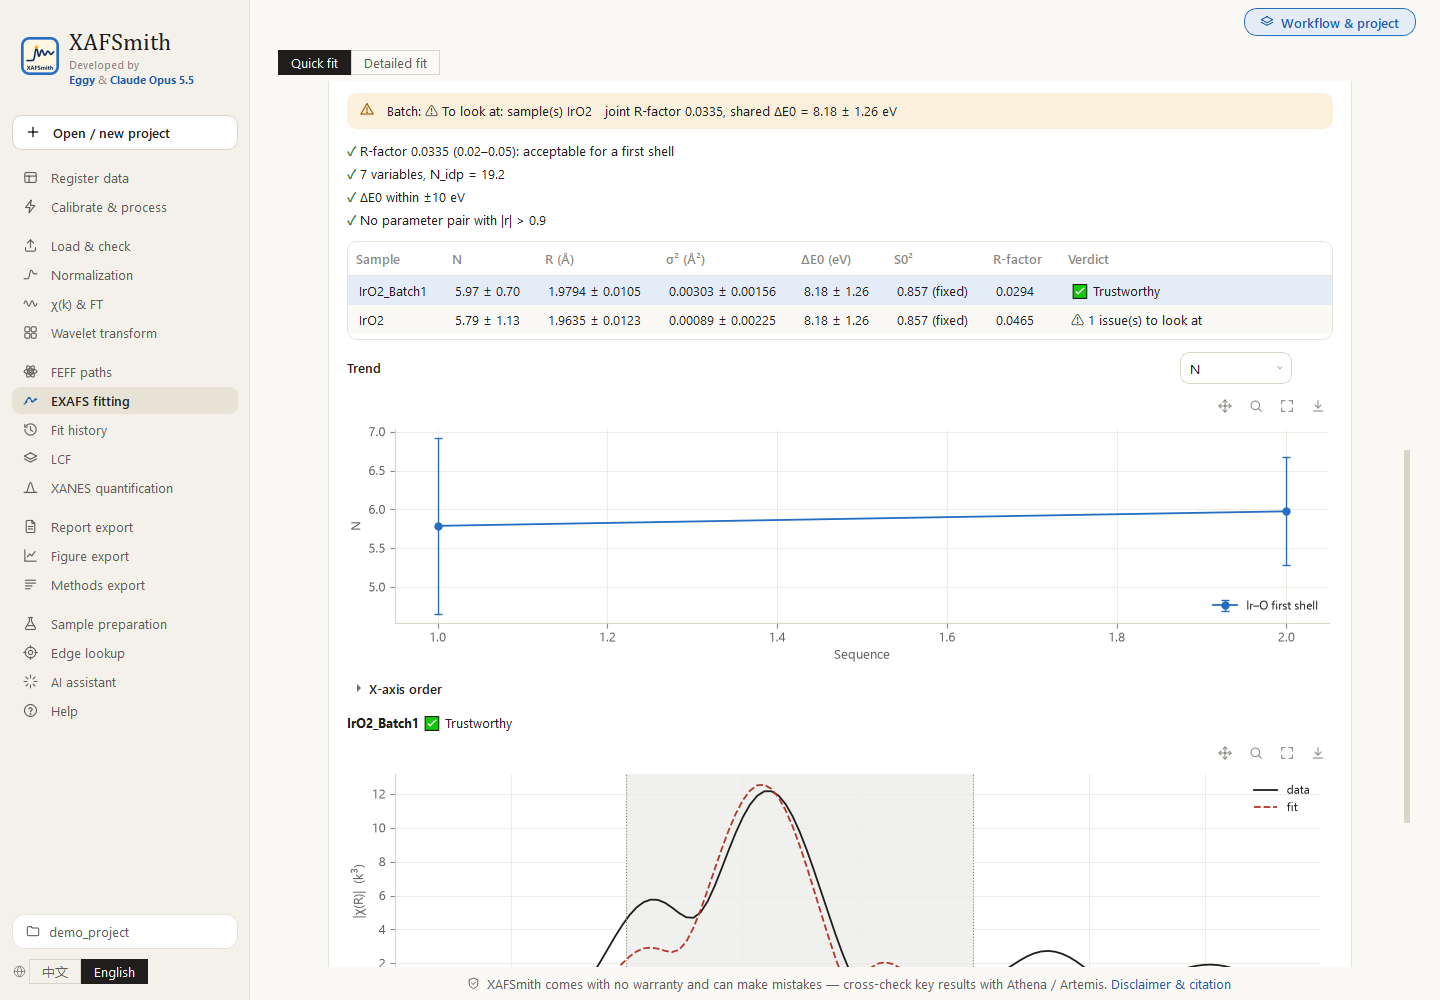 Workflow & project
XAFSmith
Developed by
Eggy & Claude Opus 5.5
XAFSmith
Open / new project
Register data
Calibrate & process
Load & check
Normalization
χ(k) & FT
Wavelet transform
FEFF paths
EXAFS fitting
Fit history
LCF
XANES quantification
Report export
Figure export
Methods export
Sample preparation
Edge lookup
AI assistant
Help
demo_project
中文 English
Quick fit Detailed fit
Batch: ⚠ To look at: sample(s) IrO2 joint R-factor 0.0335, shared ΔE0 = 8.18 ± 1.26 eV
✓ R-factor 0.0335 (0.02–0.05): acceptable for a first shell
✓ 7 variables, N_idp = 19.2
✓ ΔE0 within ±10 eV
✓ No parameter pair with |r| > 0.9
Sample N R (Å) σ² (Å²) ΔE0 (eV) S0² R-factor Verdict
IrO2_Batch1 5.97 ± 0.70 1.9794 ± 0.0105 0.00303 ± 0.00156 8.18 ± 1.26 0.857 (fixed) 0.0294 ✅ Trustworthy
IrO2 5.79 ± 1.13 1.9635 ± 0.0123 0.00089 ± 0.00225 8.18 ± 1.26 0.857 (fixed) 0.0465 ⚠ 1 issue(s) to look at
Trend
N
7.0
6.5
6.0
5.5
5.0
N
Ir–O first shell
1.0 1.2 1.4 1.6 1.8 2.0
Sequence
X-axis order
IrO2_Batch1 ✅ Trustworthy
12
10
8
6
4
2
|χ(R)| (k³)
data
fit
XAFSmith comes with no warranty and can make mistakes — cross-check key results with Athena / Artemis. Disclaimer & citation